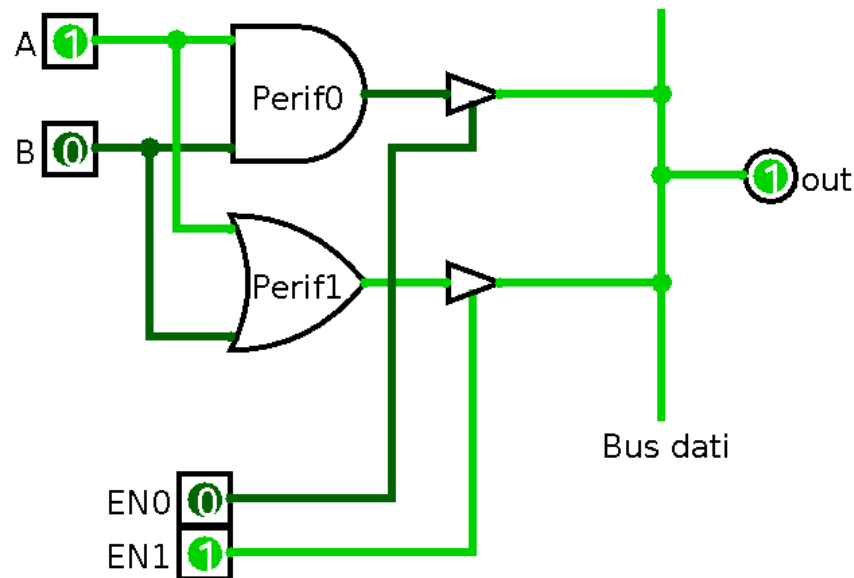 A 1
Perif0
B 0
1 out
Perif1
Bus dati
EN0 0
EN1 1